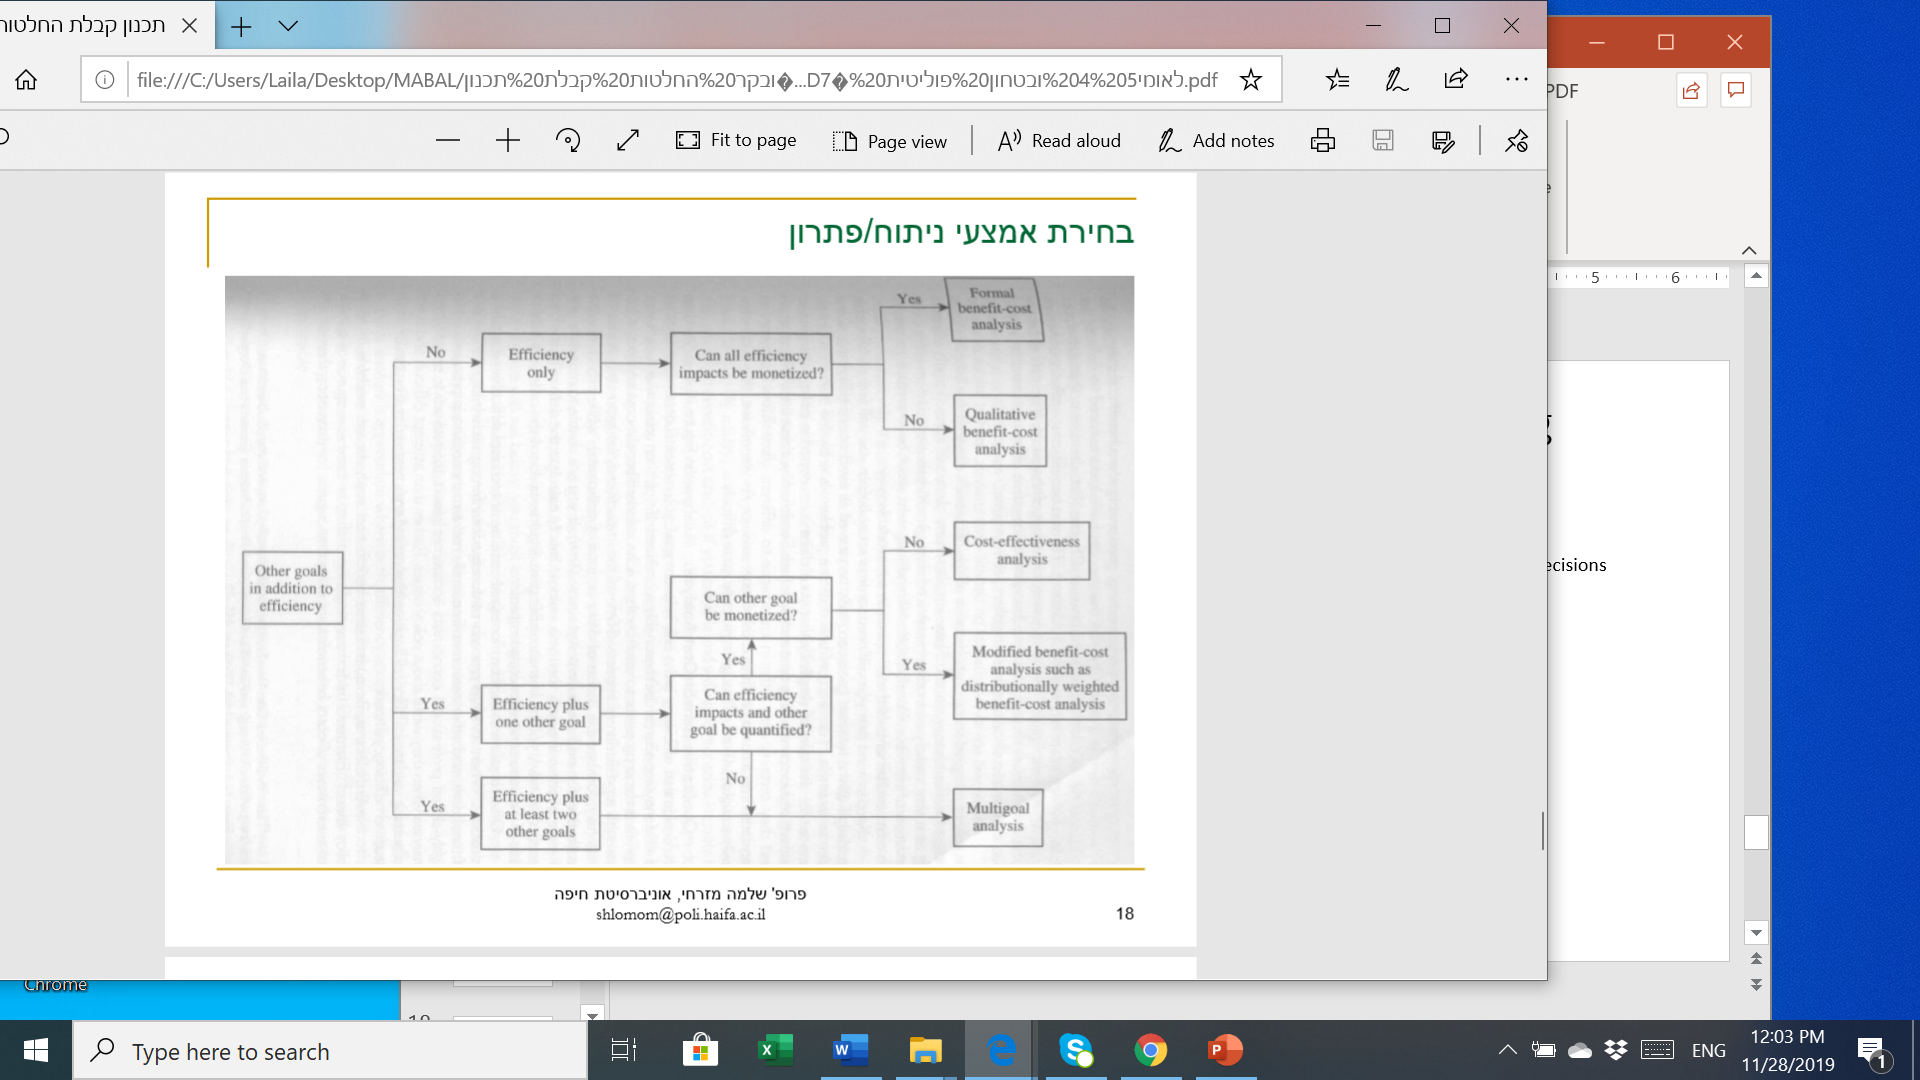 תכנון קבלת החלטות
file:///C:/Users/Laila/Desktop/MABAL/תכנון%20קבלת%20החלטות%20ובקר�...D7�%20פוליטית%20ובטחון%204%205לאומי.pdf
Fit to page
Page view
Read aloud
Add notes
PDF
5
6
בחירת אמצעי ניתוח/פתרון
Yes
Formal
benefit-cost
analysis
No
Efficiency
only
Can all efficiency
impacts be monetized?
No
Qualitative
benefit-cost
analysis
Other goals
in addition to
efficiency
Can other goal
be monetized?
No
Cost-effectiveness
analysis
Yes
Modified benefit-cost
analysis such as
distributionally weighted
benefit-cost analysis
Yes
Yes
Efficiency plus
one other goal
Can efficiency
impacts and other
goal be quantified?
No
Yes
Efficiency plus
at least two
other goals
Multigoal
analysis
פרופ' שלמה מזרחי, אוניברסיטת חיפה
shlomom@poli.haifa.ac.il
18
ecisions
Chrome
Type here to search
ENG
12:03 PM
11/28/2019
1